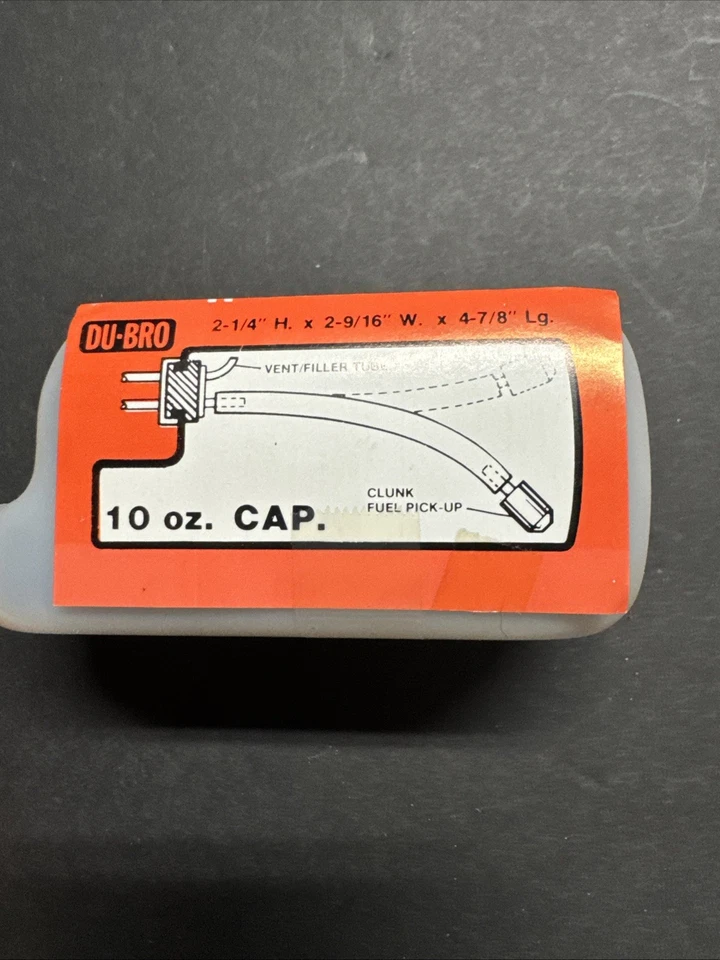 DU-BRO
2-1/4" H. x 2-9/16" W. x 4-7/8" Lg.
VENT/FILLER TUBE
CLUNK
FUEL PICK-UP
10 oz. CAP.